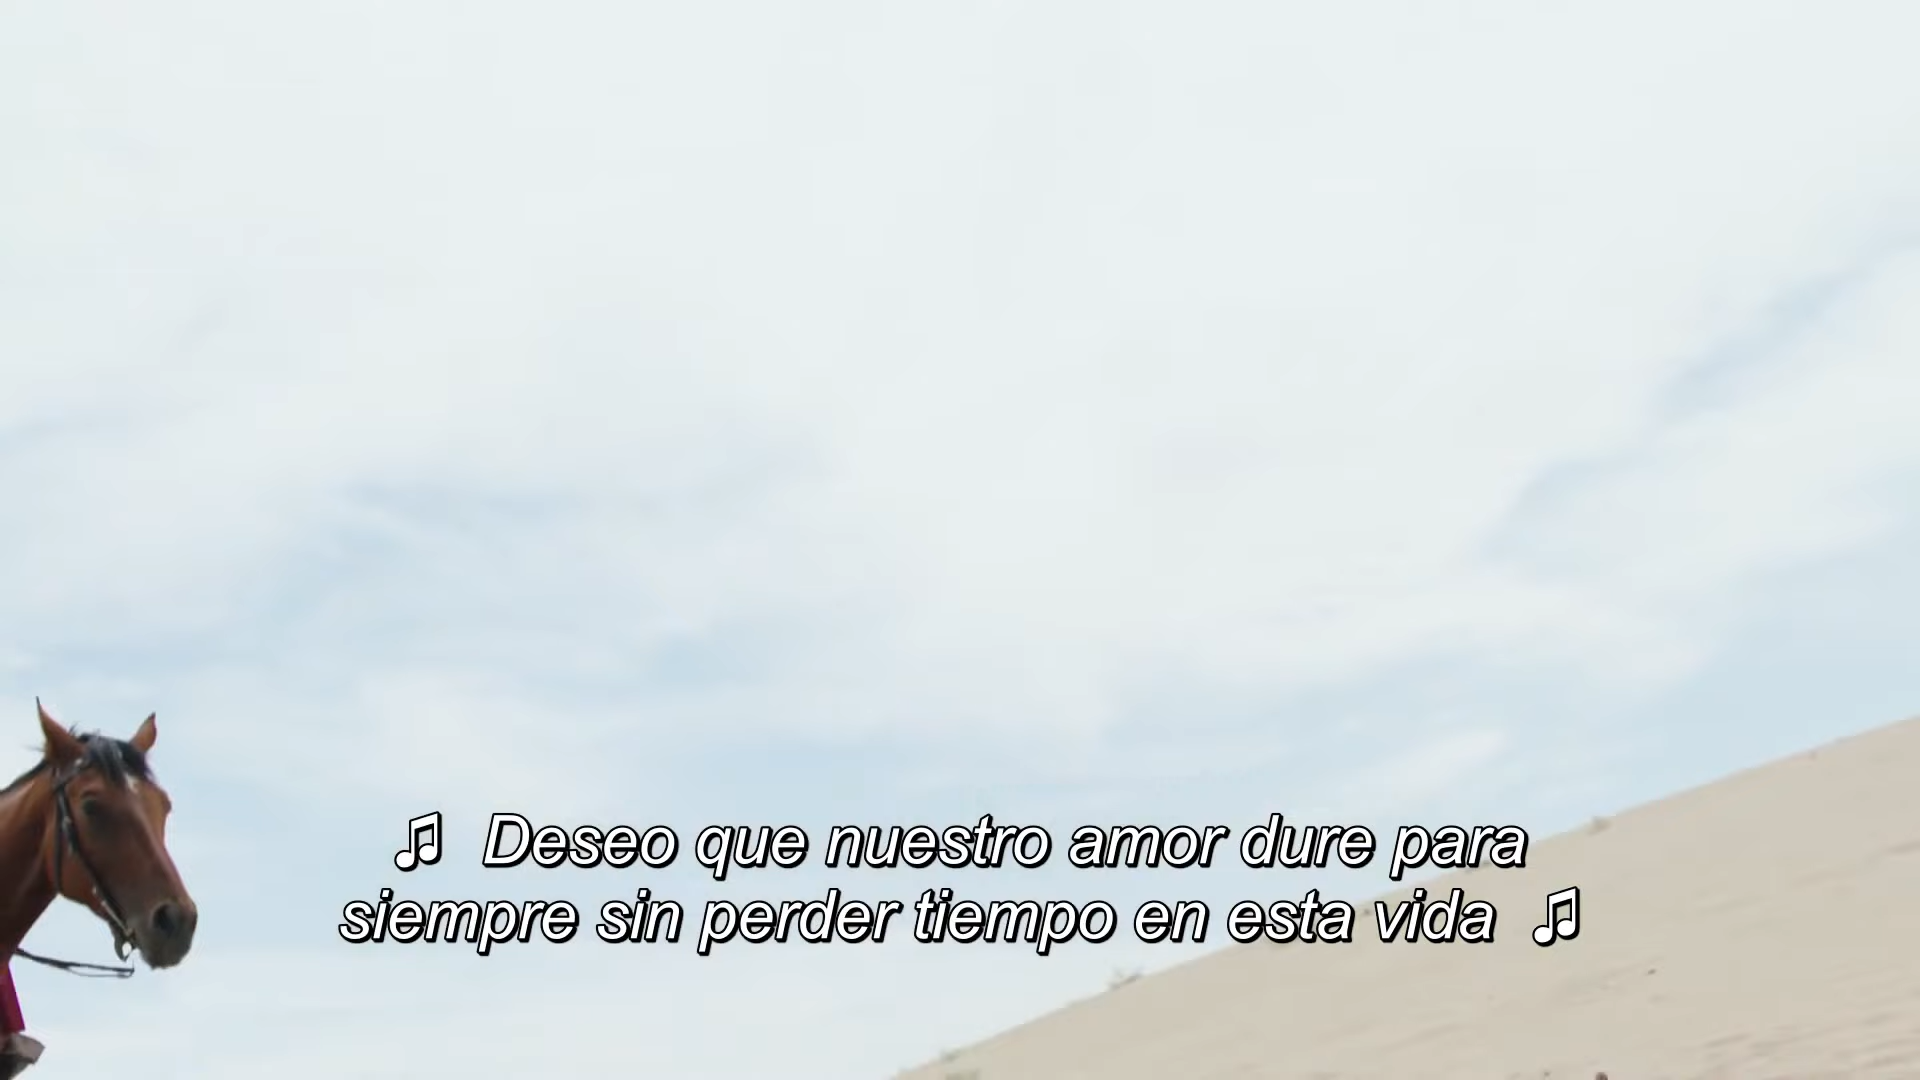 ♫ Deseo que nuestro amor dure para
siempre sin perder tiempo en esta vida ♫